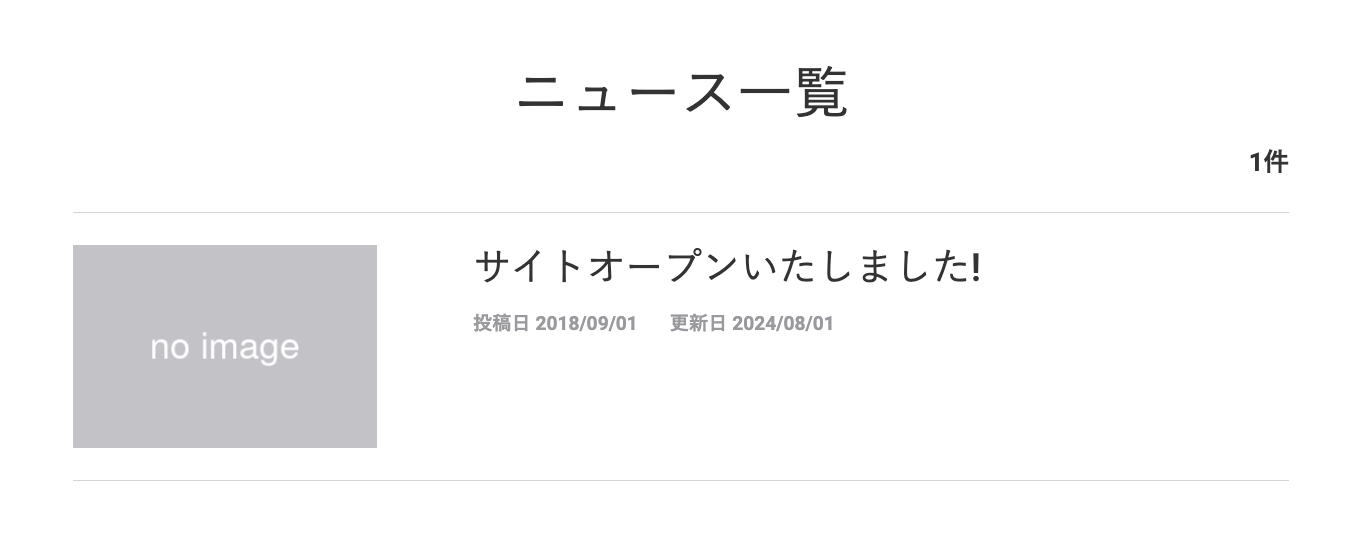 ニュース一覧
1件
サイトオープンいたしました!
投稿日 2018/09/01 更新日 2024/08/01
no image